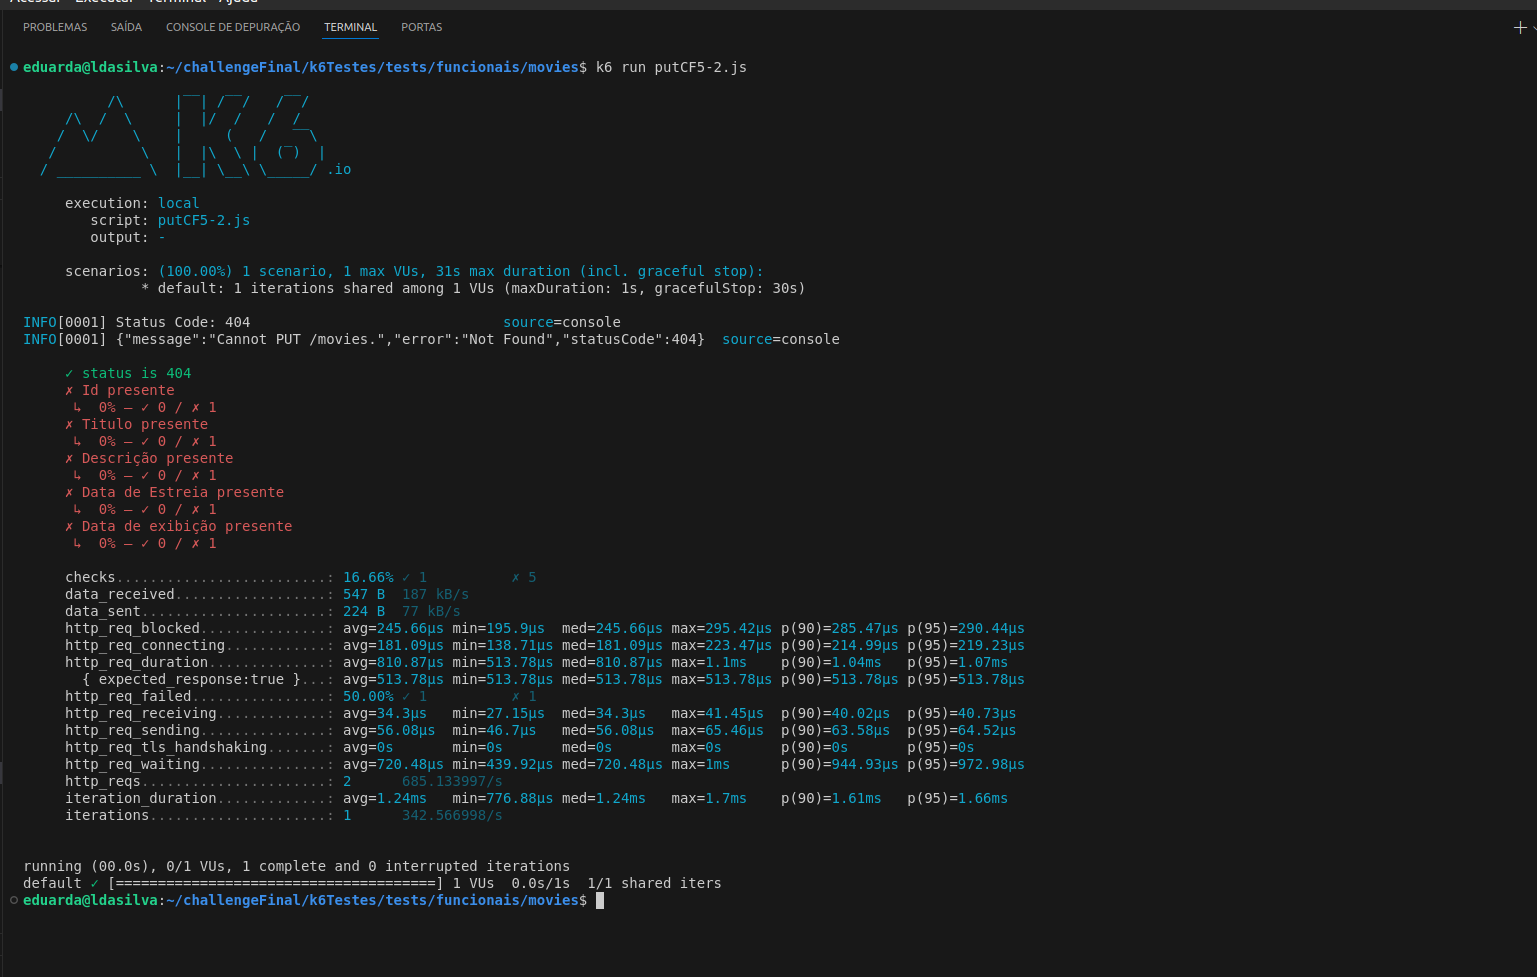 Acessar Executar Terminal Ajuda
PROBLEMAS SAÍDA CONSOLE DE DEPURAÇÃO TERMINAL PORTAS
eduarda@ldasilva:~/challengeFinal/k6Testes/tests/funcionais/movies$ k6 run putCF5-2.js
.io
execution: local
script: putCF5-2.js
output: -
scenarios: (100.00%) 1 scenario, 1 max VUs, 31s max duration (incl. graceful stop):
* default: 1 iterations shared among 1 VUs (maxDuration: 1s, gracefulStop: 30s)
INFO[0001] Status Code: 404 source=console
INFO[0001] {"message":"Cannot PUT /movies.","error":"Not Found","statusCode":404} source=console
✓ status is 404
✗ Id presente
↳ 0% — ✓ 0 / ✗ 1
✗ Titulo presente
↳ 0% — ✓ 0 / ✗ 1
✗ Descrição presente
↳ 0% — ✓ 0 / ✗ 1
✗ Data de Estreia presente
↳ 0% — ✓ 0 / ✗ 1
✗ Data de exibição presente
↳ 0% — ✓ 0 / ✗ 1
checks.........................: 16.66% ✓ 1 ✗ 5
data_received..................: 547 B 187 kB/s
data_sent......................: 224 B 77 kB/s
http_req_blocked...............: avg=245.66µs min=195.9µs med=245.66µs max=295.42µs p(90)=285.47µs p(95)=290.44µs
http_req_connecting............: avg=181.09µs min=138.71µs med=181.09µs max=223.47µs p(90)=214.99µs p(95)=219.23µs
http_req_duration..............: avg=810.87µs min=513.78µs med=810.87µs max=1.1ms p(90)=1.04ms p(95)=1.07ms
{ expected_response:true }...: avg=513.78µs min=513.78µs med=513.78µs max=513.78µs p(90)=513.78µs p(95)=513.78µs
http_req_failed................: 50.00% ✓ 1 ✗ 1
http_req_receiving.............: avg=34.3µs min=27.15µs med=34.3µs max=41.45µs p(90)=40.02µs p(95)=40.73µs
http_req_sending...............: avg=56.08µs min=46.7µs med=56.08µs max=65.46µs p(90)=63.58µs p(95)=64.52µs
http_req_tls_handshaking.......: avg=0s min=0s med=0s max=0s p(90)=0s p(95)=0s
http_req_waiting...............: avg=720.48µs min=439.92µs med=720.48µs max=1ms p(90)=944.93µs p(95)=972.98µs
http_reqs......................: 2 685.133997/s
iteration_duration.............: avg=1.24ms min=776.88µs med=1.24ms max=1.7ms p(90)=1.61ms p(95)=1.66ms
iterations.....................: 1 342.566998/s
running (00.0s), 0/1 VUs, 1 complete and 0 interrupted iterations
default ✓ [======================================] 1 VUs 0.0s/1s 1/1 shared iters
eduarda@ldasilva:~/challengeFinal/k6Testes/tests/funcionais/movies$